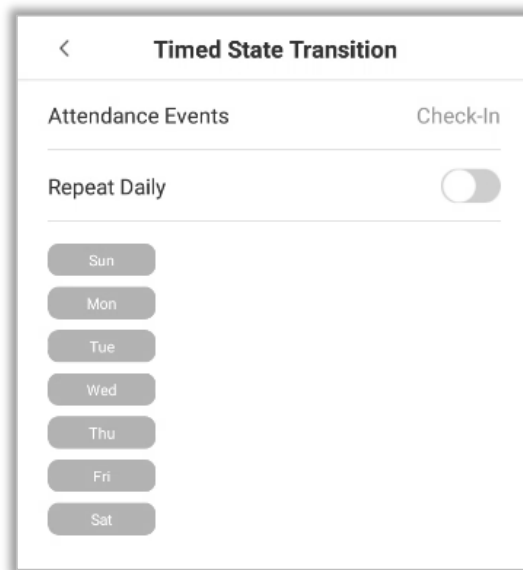 Timed State Transition
Attendance Events Check-In
Repeat Daily
Sun
Mon
Tue
Wed
Thu
Fri
Sat